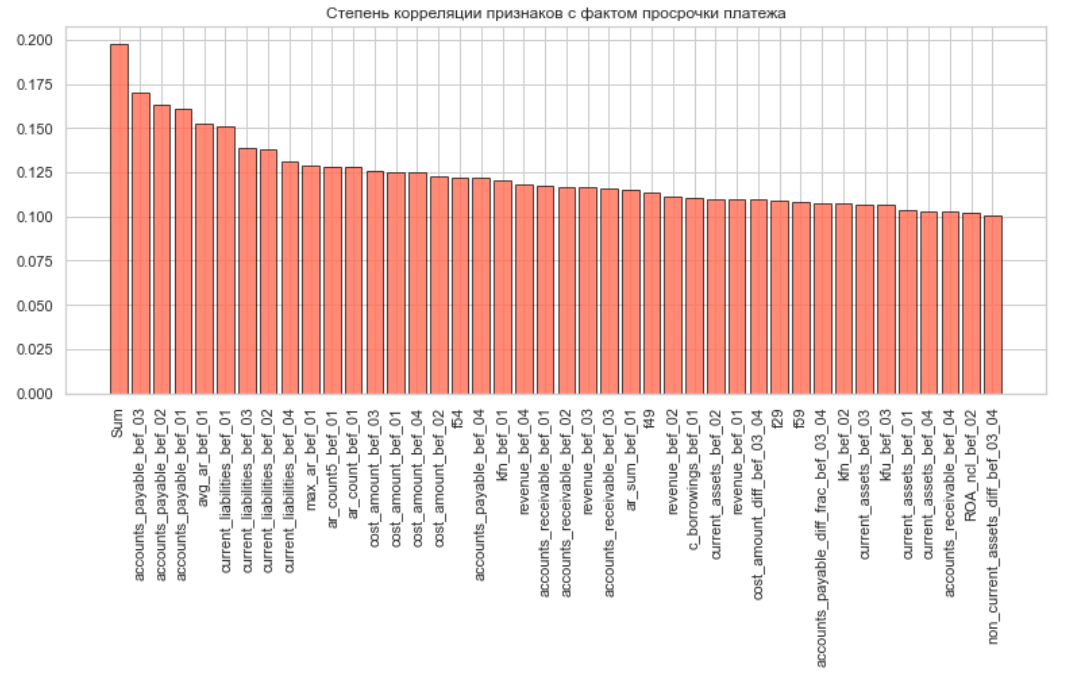 Степень корреляции признаков с фактом просрочки платежа
0.200
0.175
0.150
0.125
0.100
0.075
0.050
0.025
0.000
Sum
accounts_payable_bef_03
accounts_payable_bef_02
accounts_payable_bef_01
avg_ar_bef_01
current_liabilities_bef_01
current_liabilities_bef_03
current_liabilities_bef_02
current_liabilities_bef_04
max_ar_bef_01
ar_count5_bef_01
ar_count_bef_01
cost_amount_bef_03
cost_amount_bef_01
cost_amount_bef_04
cost_amount_bef_02
f54
accounts_payable_bef_04
kfn_bef_01
revenue_bef_04
accounts_receivable_bef_01
accounts_receivable_bef_02
revenue_bef_03
accounts_receivable_bef_03
ar_sum_bef_01
f49
revenue_bef_02
c_borrowings_bef_01
current_assets_bef_02
revenue_bef_01
cost_amount_diff_bef_03_04
f29
f59
accounts_payable_diff_frac_bef_03_04
kfn_bef_02
current_assets_bef_03
kfu_bef_03
current_assets_bef_01
current_assets_bef_04
accounts_receivable_bef_04
ROA_ncl_bef_02
non_current_assets_diff_bef_03_04